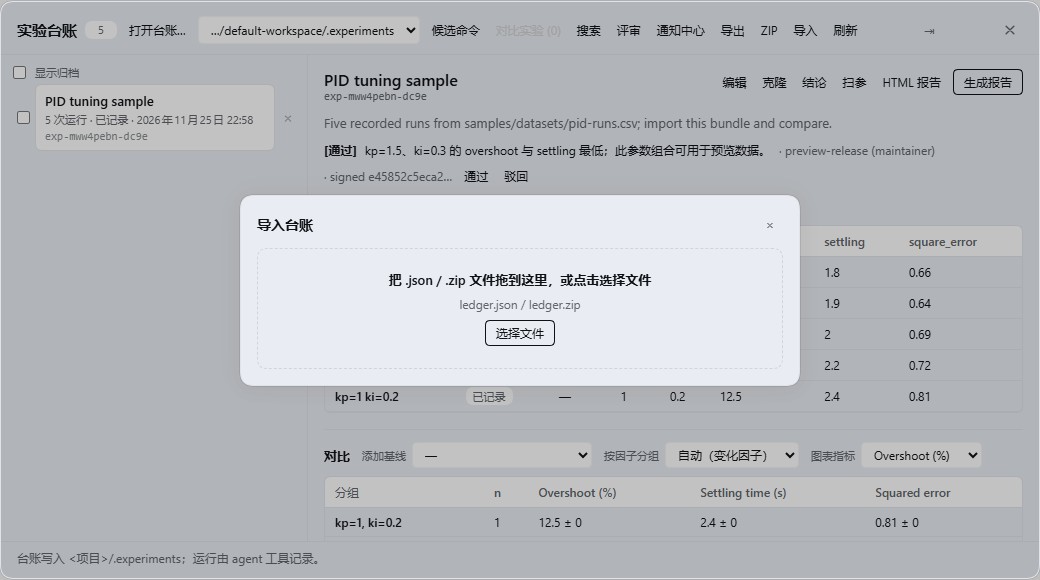 实验台账 5 打开台账... .../default-workspace/.experiments 候选命令 对比实验 (0) 搜索 评审 通知中心 导出 ZIP 导入 刷新 ⇥ ×
显示归档
PID tuning sample
5 次运行 · 已记录 · 2026年11月25日 22:58 ×
exp-mww4pebn-dc9e
PID tuning sample 编辑 克隆 结论 扫参 HTML 报告 生成报告
exp-mww4pebn-dc9e
Five recorded runs from samples/datasets/pid-runs.csv; import this bundle and compare.
[通过] kp=1.5、ki=0.3 的 overshoot 与 settling 最低；此参数组合可用于预览数据。 · preview-release (maintainer)
· signed e45852c5eca2... 通过 驳回
导入台账 ×
把 .json / .zip 文件拖到这里，或点击选择文件
ledger.json / ledger.zip
选择文件
settling square_error
1.8 0.66
1.9 0.64
2 0.69
2.2 0.72
kp=1 ki=0.2 已记录 — 1 0.2 12.5 2.4 0.81
对比 添加基线 — 按因子分组 自动（变化因子） 图表指标 Overshoot (%)
分组 n Overshoot (%) Settling time (s) Squared error
kp=1, ki=0.2 1 12.5 ± 0 2.4 ± 0 0.81 ± 0
台账写入 <项目>/.experiments；运行由 agent 工具记录。